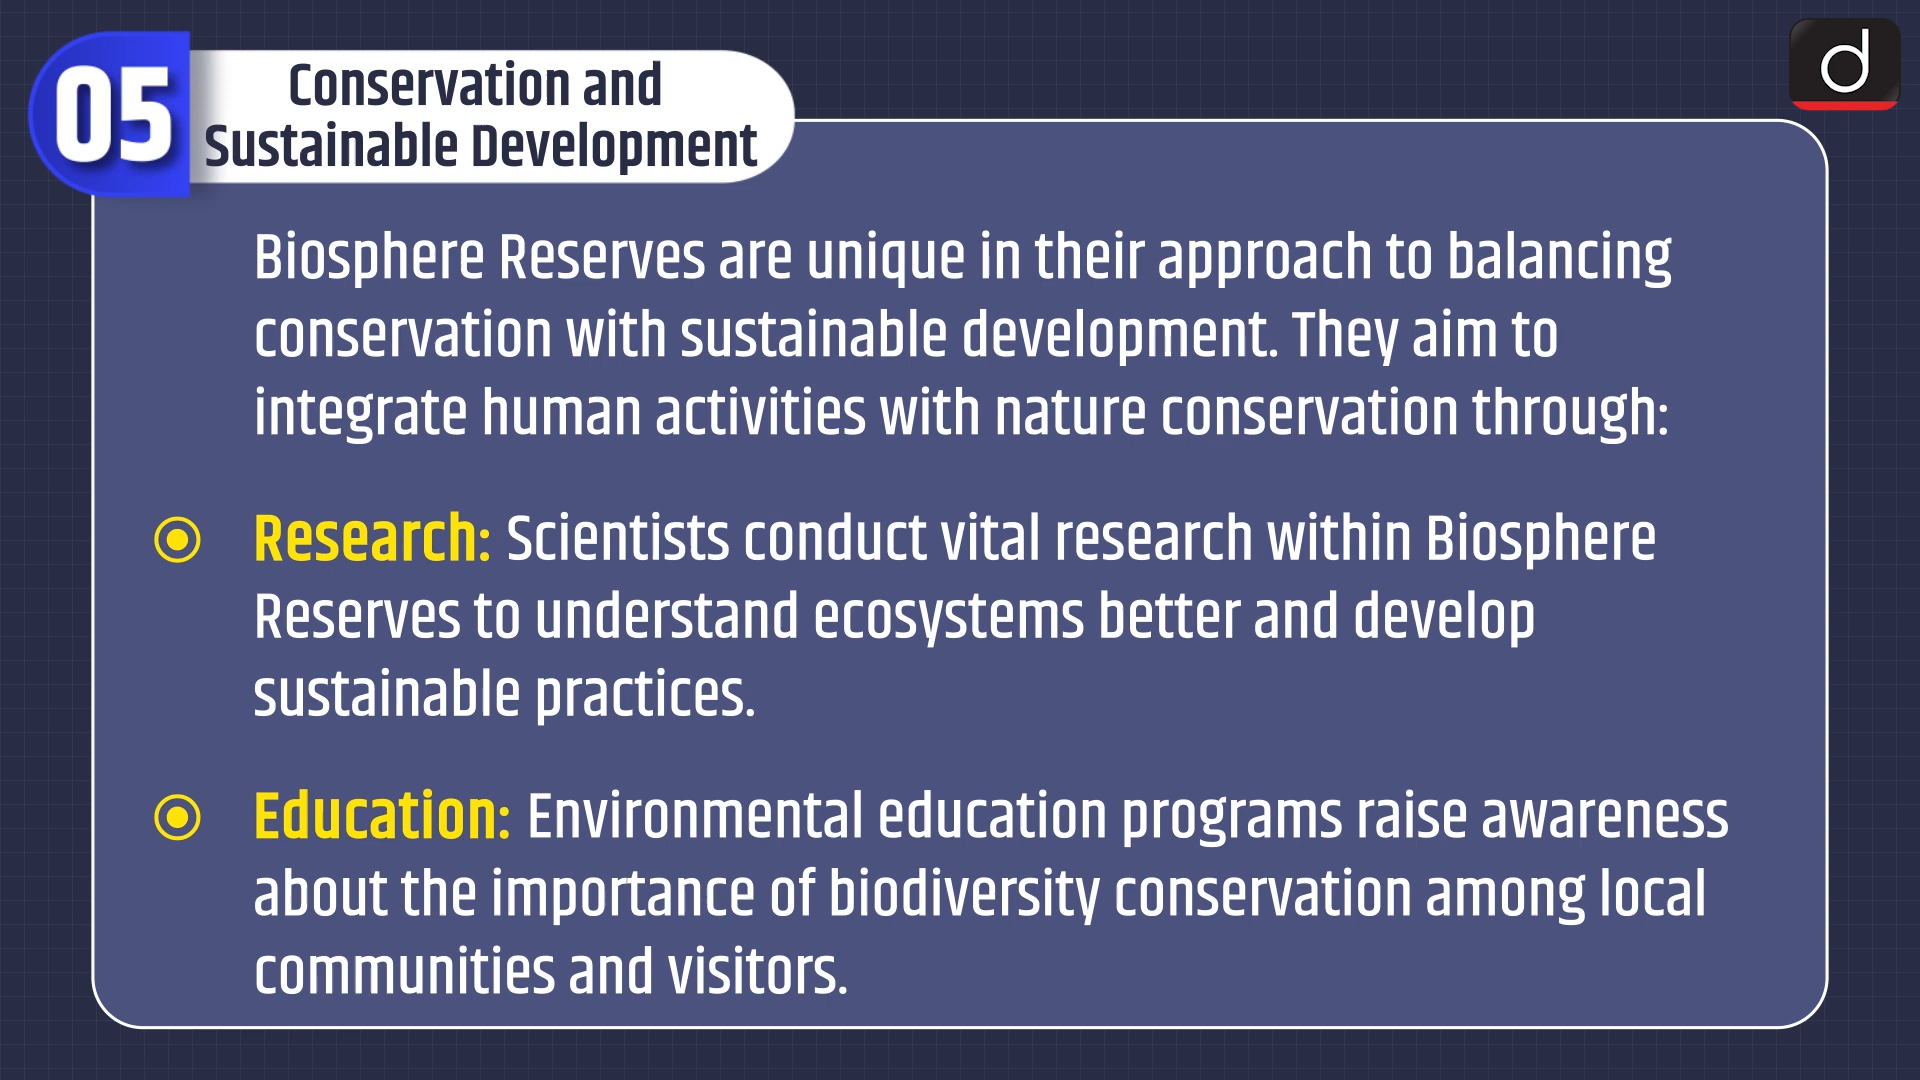 05
Conservation and
Sustainable Development
d
Biosphere Reserves are unique in their approach to balancing
conservation with sustainable development. They aim to
integrate human activities with nature conservation through:
Research: Scientists conduct vital research within Biosphere
Reserves to understand ecosystems better and develop
sustainable practices.
Education: Environmental education programs raise awareness
about the importance of biodiversity conservation among local
communities and visitors.